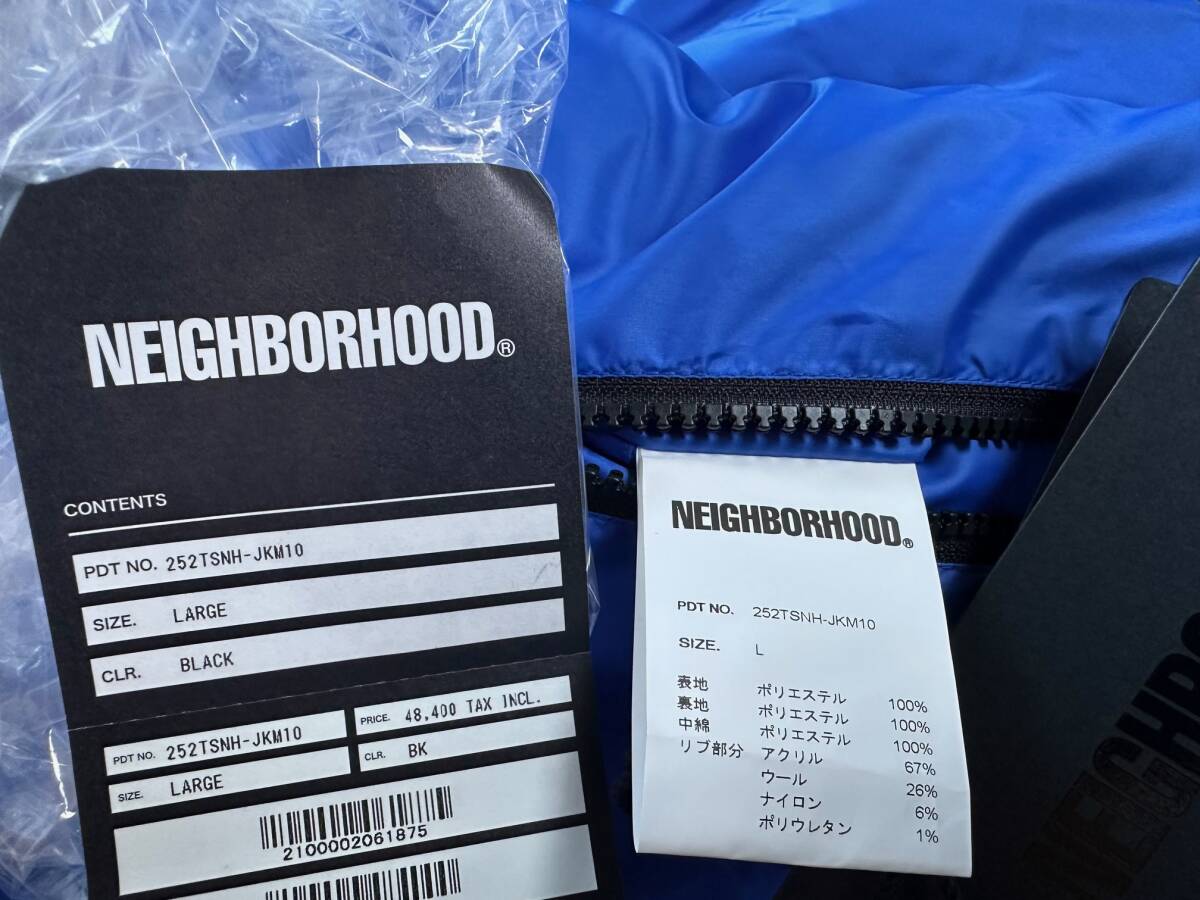 NEIGHBORHOOD®
CONTENTS
PDT NO. 252TSNH-JKM10
SIZE. LARGE
CLR. BLACK
PDT NO. 252TSNH-JKM10
PRICE. 48,400 TAX INCL.
SIZE. LARGE
CLR. BK
2100002061875
NEIGHBORHOOD®
PDT NO. 252TSNH-JKM10
SIZE. L
表地 ポリエステル 100%
裏地 ポリエステル 100%
中綿 ポリエステル 100%
リブ部分 アクリル 67%
ウール 26%
ナイロン 6%
ポリウレタン 1%